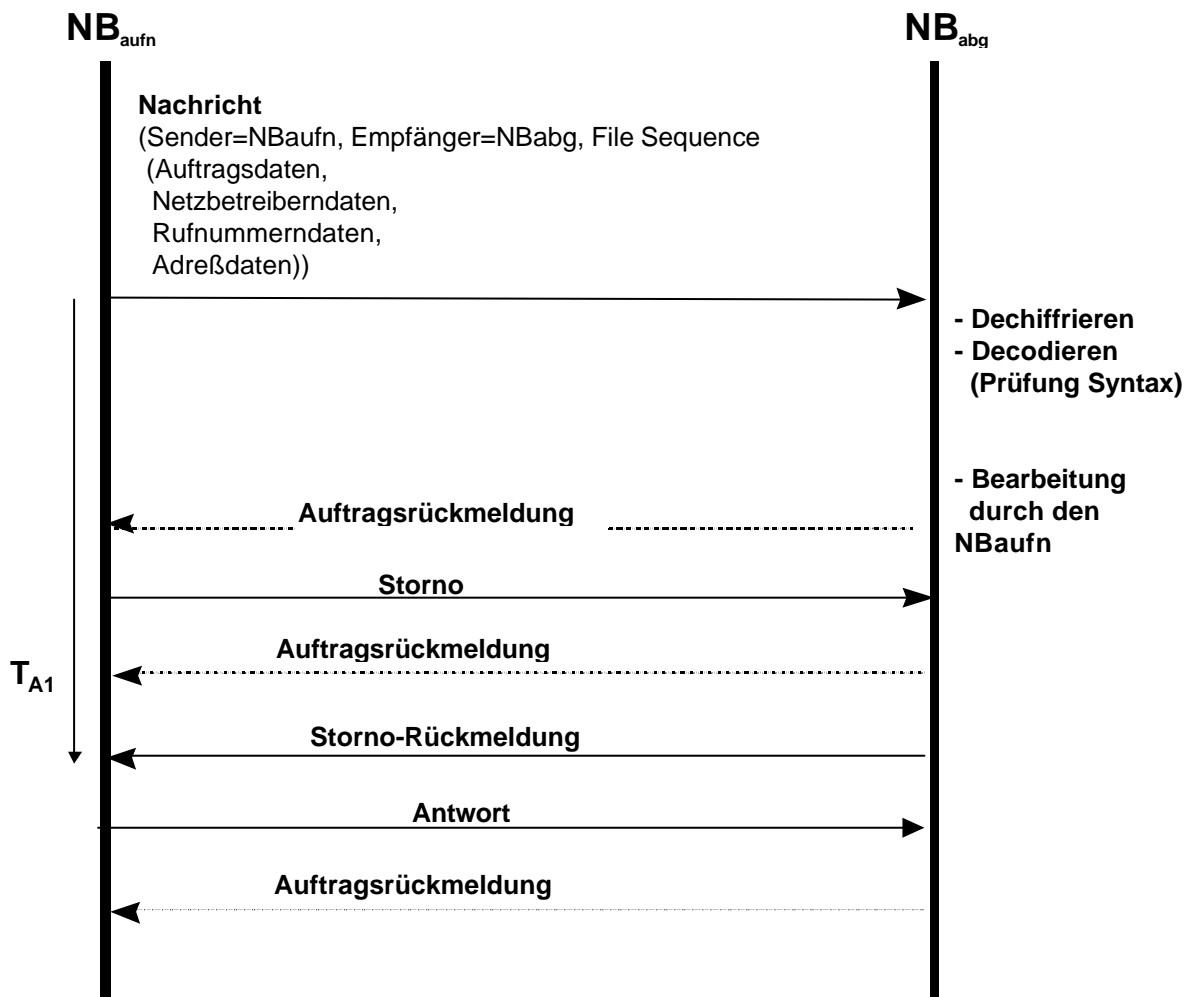 NBaufn
NBabg
Nachricht
(Sender=NBaufn, Empfänger=NBabg, File Sequence
(Auftragsdaten,
Netzbetreiberndaten,
Rufnummerndaten,
Adreßdaten))
- Dechiffrieren
- Decodieren
(Prüfung Syntax)
- Bearbeitung
durch den
NBaufn
Auftragsrückmeldung
Storno
Auftragsrückmeldung
TA1
Storno-Rückmeldung
Antwort
Auftragsrückmeldung